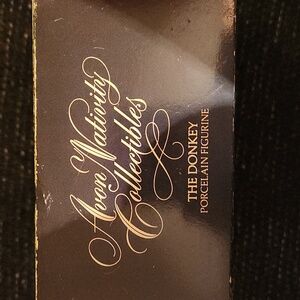 Avon Nativity
Collectibles
THE DONKEY
PORCELAIN FIGURINE